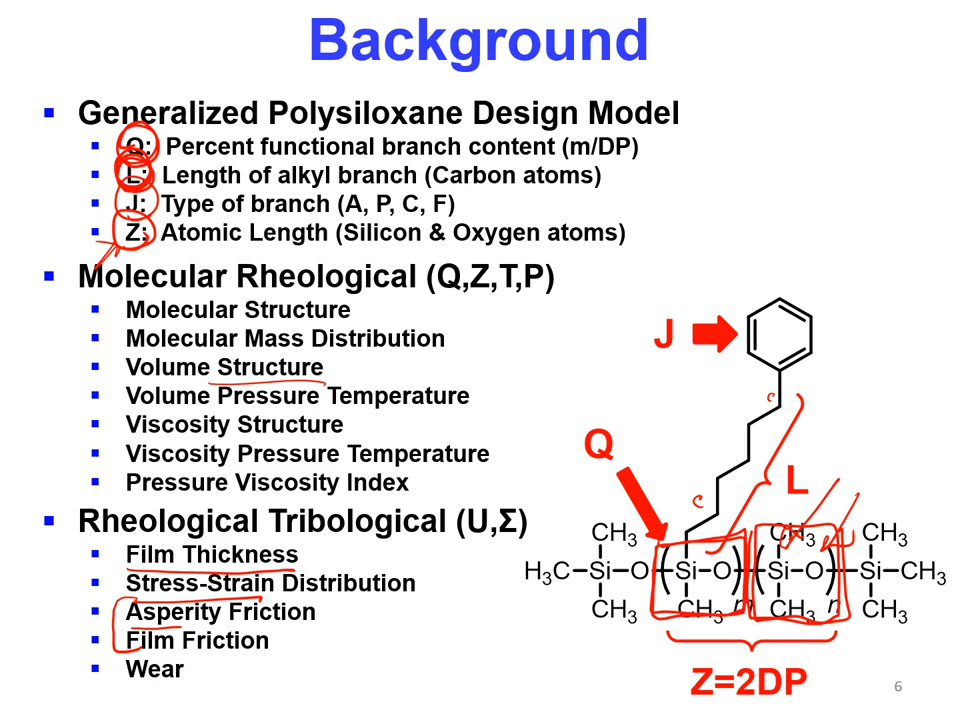 Background
Generalized Polysiloxane Design Model
Q: Percent functional branch content (m/DP)
L: Length of alkyl branch (Carbon atoms)
J: Type of branch (A, P, C, F)
Z: Atomic Length (Silicon & Oxygen atoms)
Molecular Rheological (Q,Z,T,P)
Molecular Structure
Molecular Mass Distribution
Volume Structure
Volume Pressure Temperature
Viscosity Structure
Viscosity Pressure Temperature
Pressure Viscosity Index
Rheological Tribological (U,Σ)
Film Thickness
Stress-Strain Distribution
Asperity Friction
Film Friction
Wear
J
c
Q
L
c
CH3 CH3 CH3
H3C Si O ( Si O ) ( Si O ) Si CH3
CH3 CH3 m CH3 n CH3
Z=2DP
6